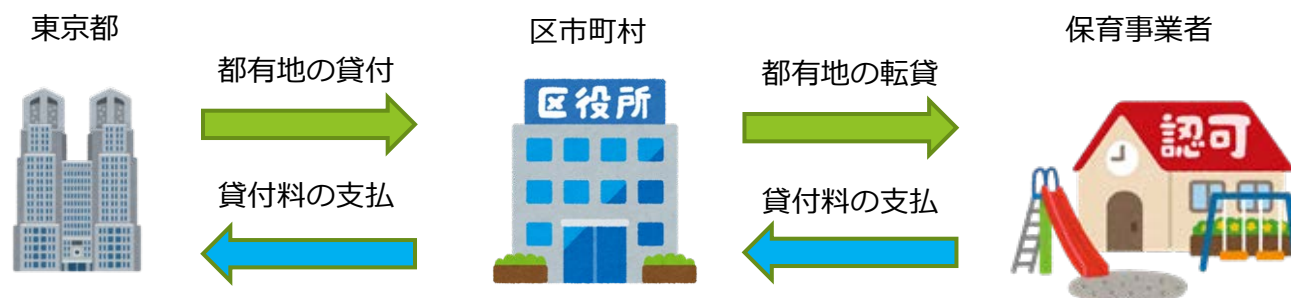 東京都
区市町村
保育事業者
都有地の貸付
都有地の転貸
区役所
認可
貸付料の支払
貸付料の支払